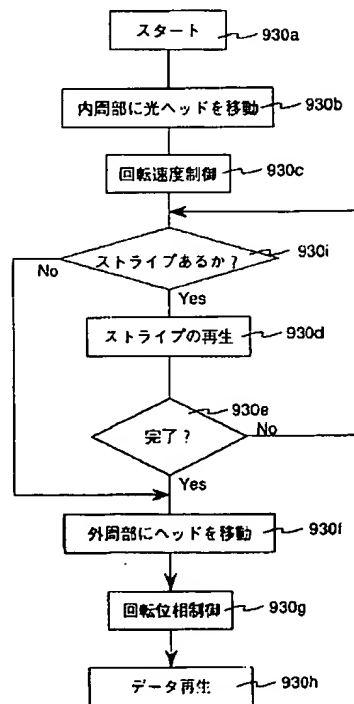 スタート
930a
内周部に光ヘッドを移動
930b
回転速度制御
930c
ストライプあるか?
930i
No
Yes
ストライプの再生
930d
完了?
930e
No
Yes
外周部にヘッドを移動
930f
回転位相制御
930g
データ再生
930h